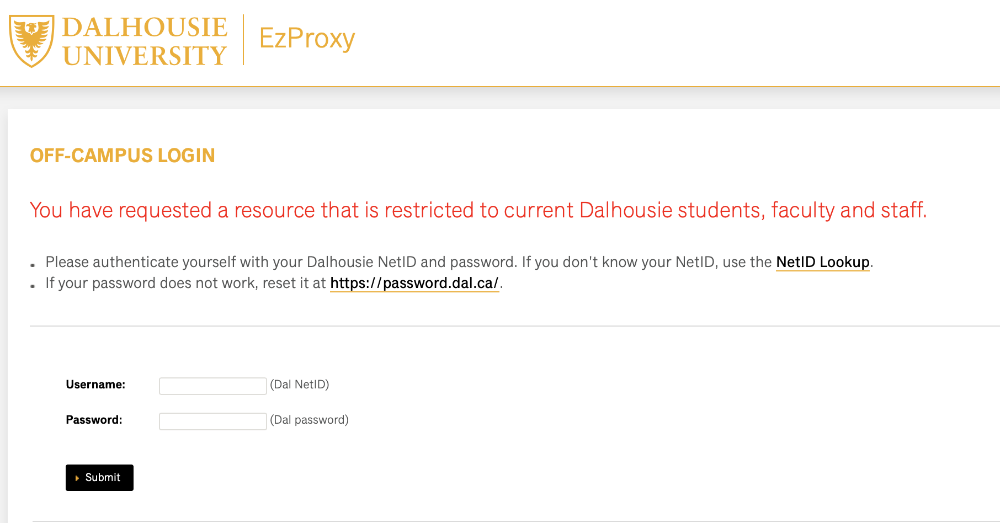 DALHOUSIE
UNIVERSITY
EzProxy
OFF-CAMPUS LOGIN
You have requested a resource that is restricted to current Dalhousie students, faculty and staff.
Please authenticate yourself with your Dalhousie NetID and password. If you don't know your NetID, use the NetID Lookup.
If your password does not work, reset it at https://password.dal.ca/.
Username: (Dal NetID)
Password: (Dal password)
Submit